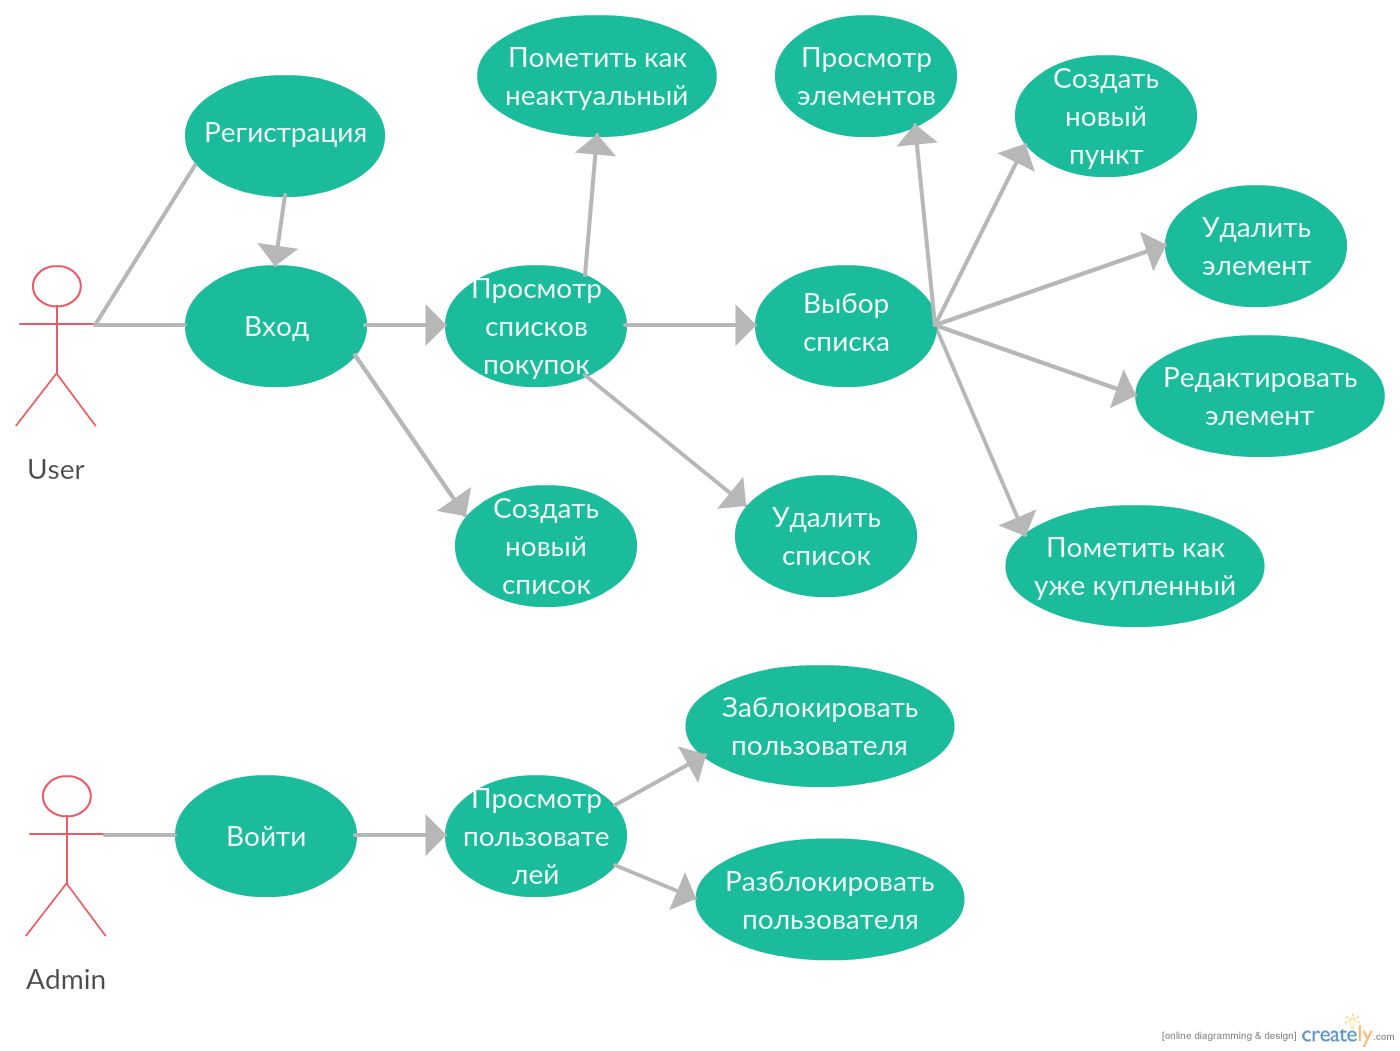 Пометить как
неактуальный
Просмотр
элементов
Создать
новый
пункт
Регистрация
Удалить
элемент
Вход
Просмотр
списков
покупок
Выбор
списка
Редактировать
элемент
User
Создать
новый
список
Удалить
список
Пометить как
уже купленный
Заблокировать
пользователя
Войти
Просмотр
пользовате
лей
Разблокировать
пользователя
Admin
[online diagramming & design] creately.com